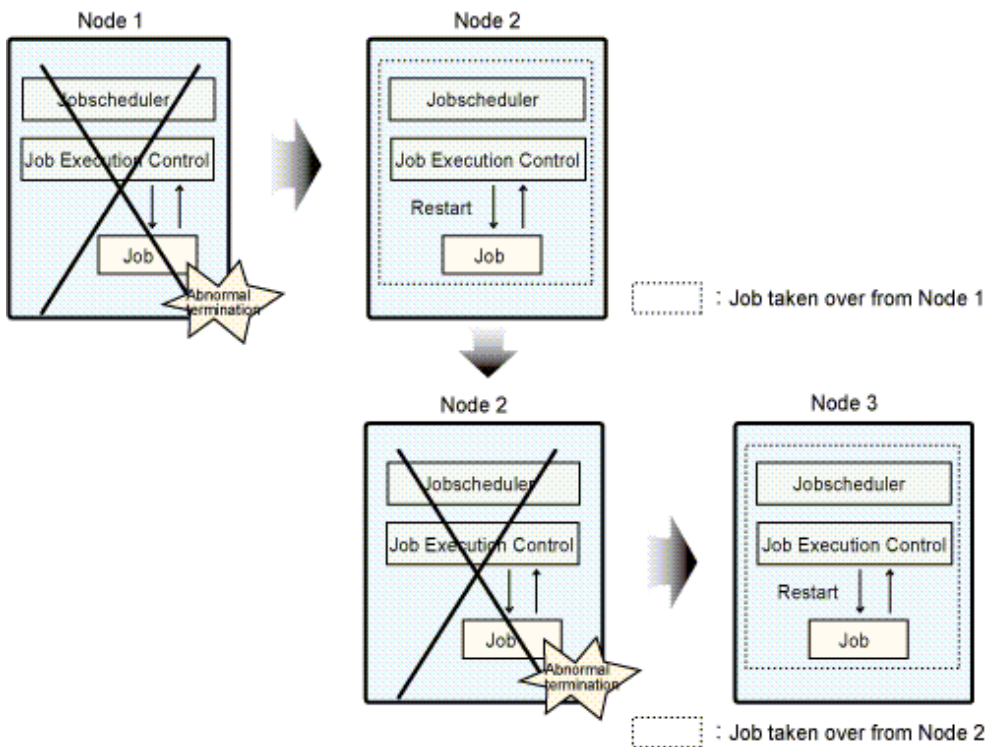 Node 1
Node 2
Jobscheduler
Jobscheduler
Job Execution Control
Job Execution Control
Restart
Job
Job
Abnormal
termination
: Job taken over from Node 1
Node 2
Node 3
Jobscheduler
Jobscheduler
Job Execution Control
Job Execution Control
Restart
Job
Job
Abnormal
termination
: Job taken over from Node 2